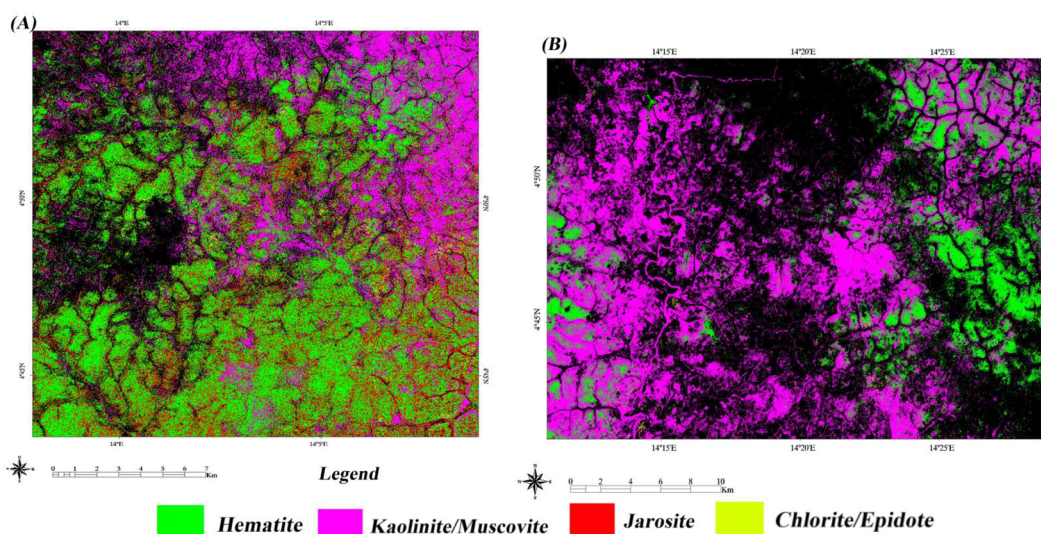 (A)
14°E 14°5'E
(B)
14°15'E 14°20'E 14°25'E
4°50'N 4°50'N
4°50'N
4°45'N
4°45'N 4°45'N
14°E 14°5'E
14°15'E 14°20'E 14°25'E
0 1 2 3 4 5 6 7
Km
Legend
0 2 4 6 8 10
Km
Hematite Kaolinite/Muscovite Jarosite Chlorite/Epidote